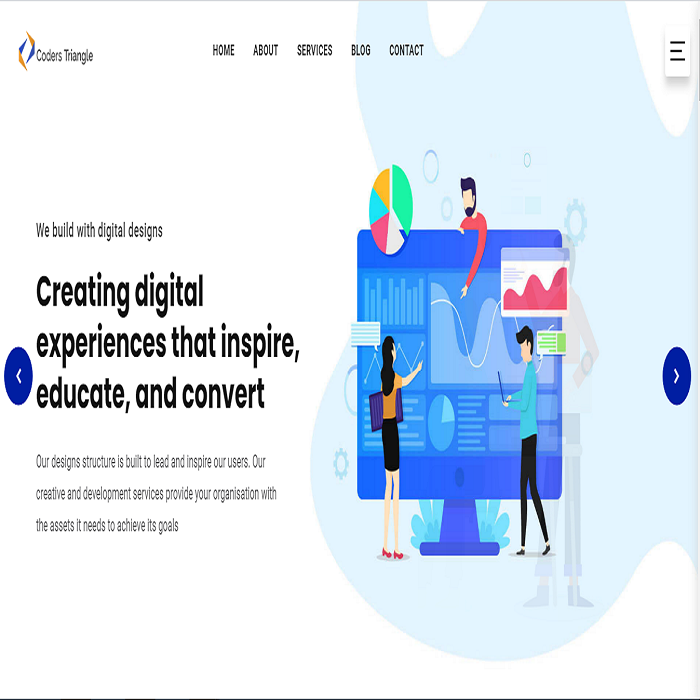 Coders Triangle
HOME ABOUT SERVICES BLOG CONTACT
We build with digital designs
Creating digital
experiences that inspire,
educate, and convert
Our designs structure is built to lead and inspire our users. Our
creative and development services provide your organisation with
the assets it needs to achieve its goals